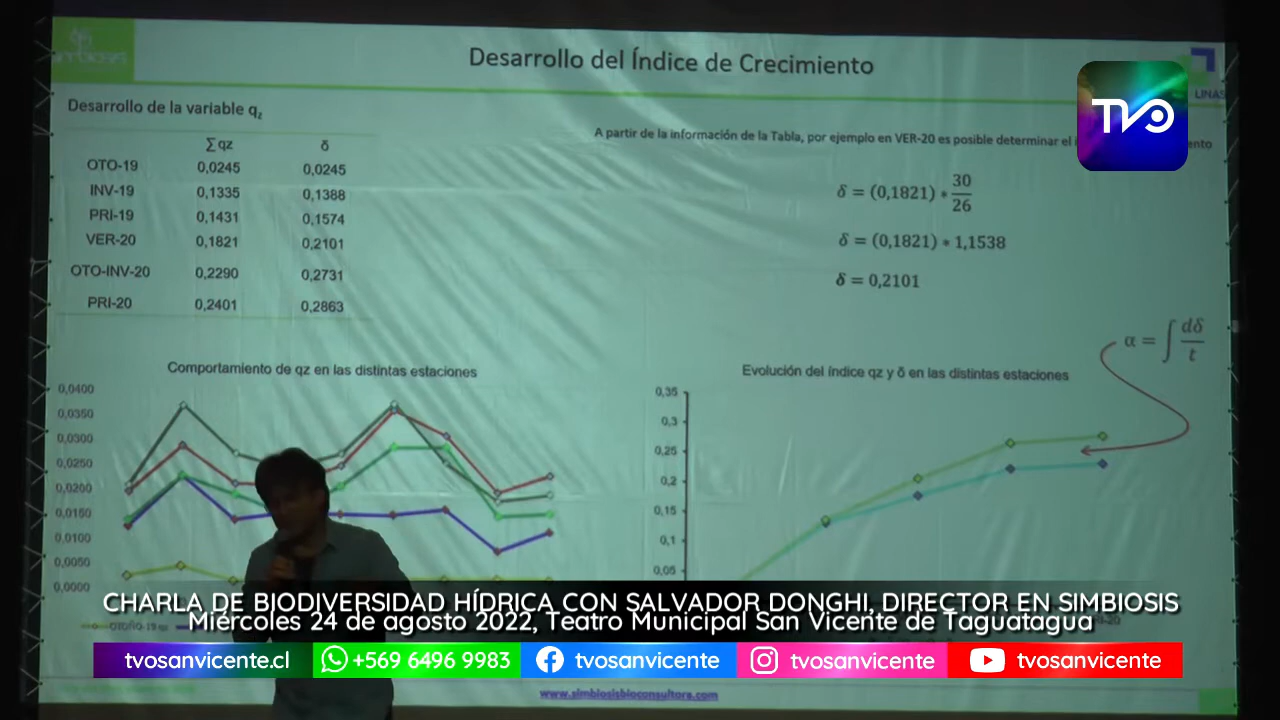 SIMBIOSIS
Desarrollo del Índice de Crecimiento
LINAS
TVO
Desarrollo de la variable qz
A partir de la información de la Tabla, por ejemplo en VER-20 es posible determinar el
ento
∑qz δ
OTO-19 0,0245 0,0245
INV-19 0,1335 0,1388
PRI-19 0,1431 0,1574
VER-20 0,1821 0,2101
OTO-INV-20 0,2290 0,2731
PRI-20 0,2401 0,2863
δ = (0,1821) * 30/26
δ = (0,1821) * 1,1538
δ = 0,2101
α = ∫ dδ/t
Comportamiento de qz en las distintas estaciones
0,0400
0,0350
0,0300
0,0250
0,0200
0,0150
0,0100
0,0050
0,0000
OTOÑO-19 qz
Evolución del índice qz y δ en las distintas estaciones
0,35
0,3
0,25
0,2
0,15
0,1
0,05
CHARLA DE BIODIVERSIDAD HÍDRICA CON SALVADOR DONGHI, DIRECTOR EN SIMBIOSIS
Miércoles 24 de agosto 2022, Teatro Municipal San Vicente de Taguatagua
tvosanvicente.cl +569 6496 9983 tvosanvicente tvosanvicente tvosanvicente
www.simbiosisbioconsultora.com